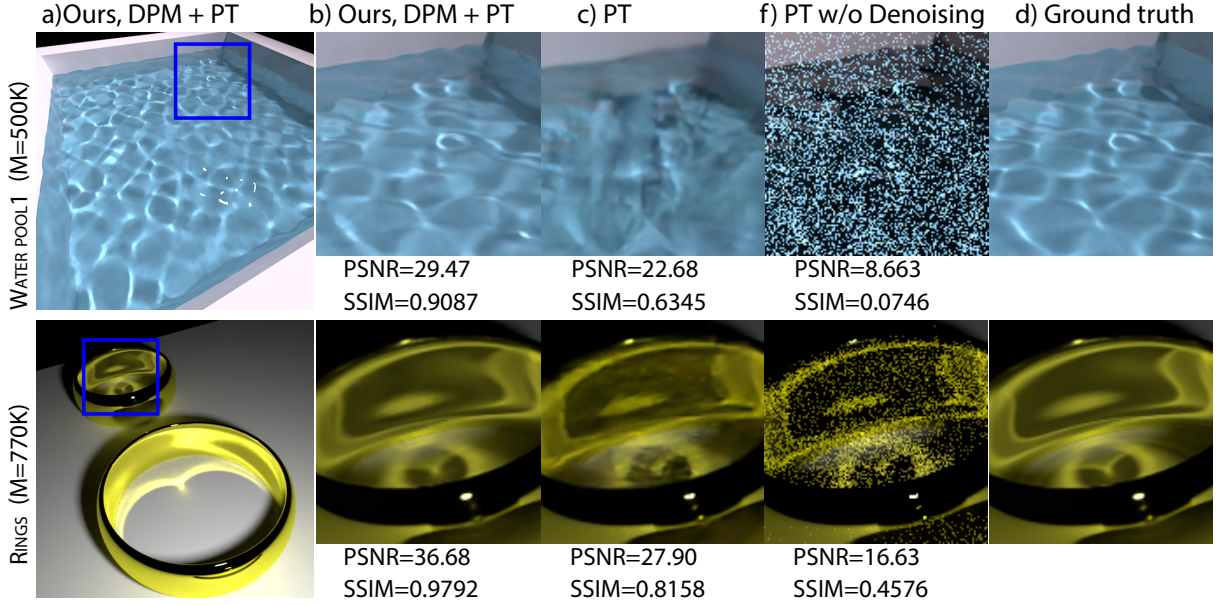 a)Ours, DPM + PT
b) Ours, DPM + PT
c) PT
f) PT w/o Denoising
d) Ground truth
WATER POOL1 (M=500K)
PSNR=29.47
SSIM=0.9087
PSNR=22.68
SSIM=0.6345
PSNR=8.663
SSIM=0.0746
RINGS (M=770K)
PSNR=36.68
SSIM=0.9792
PSNR=27.90
SSIM=0.8158
PSNR=16.63
SSIM=0.4576